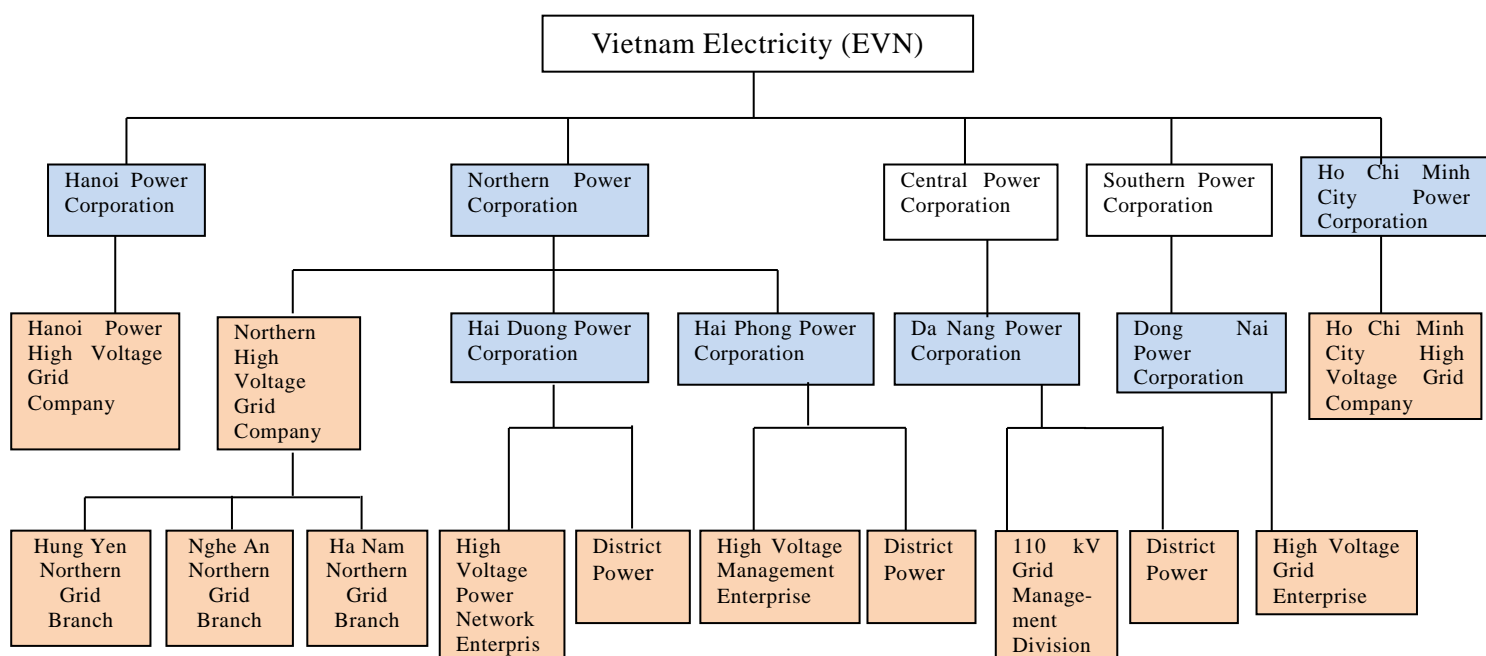 Vietnam Electricity (EVN)
Hanoi Power
Corporation
Northern Power
Corporation
Central Power
Corporation
Southern Power
Corporation
Ho Chi Minh
City Power
Corporation
Hanoi Power
High Voltage
Grid
Company
Northern
High
Voltage
Grid
Company
Hai Duong Power
Corporation
Hai Phong Power
Corporation
Da Nang Power
Corporation
Dong Nai
Power
Corporation
Ho Chi Minh
City High
Voltage Grid
Company
Hung Yen
Northern
Grid
Branch
Nghe An
Northern
Grid
Branch
Ha Nam
Northern
Grid
Branch
High
Voltage
Power
Network
Enterpris
District
Power
High Voltage
Management
Enterprise
District
Power
110 kV
Grid
Manage-
ment
Division
District
Power
High Voltage
Grid
Enterprise